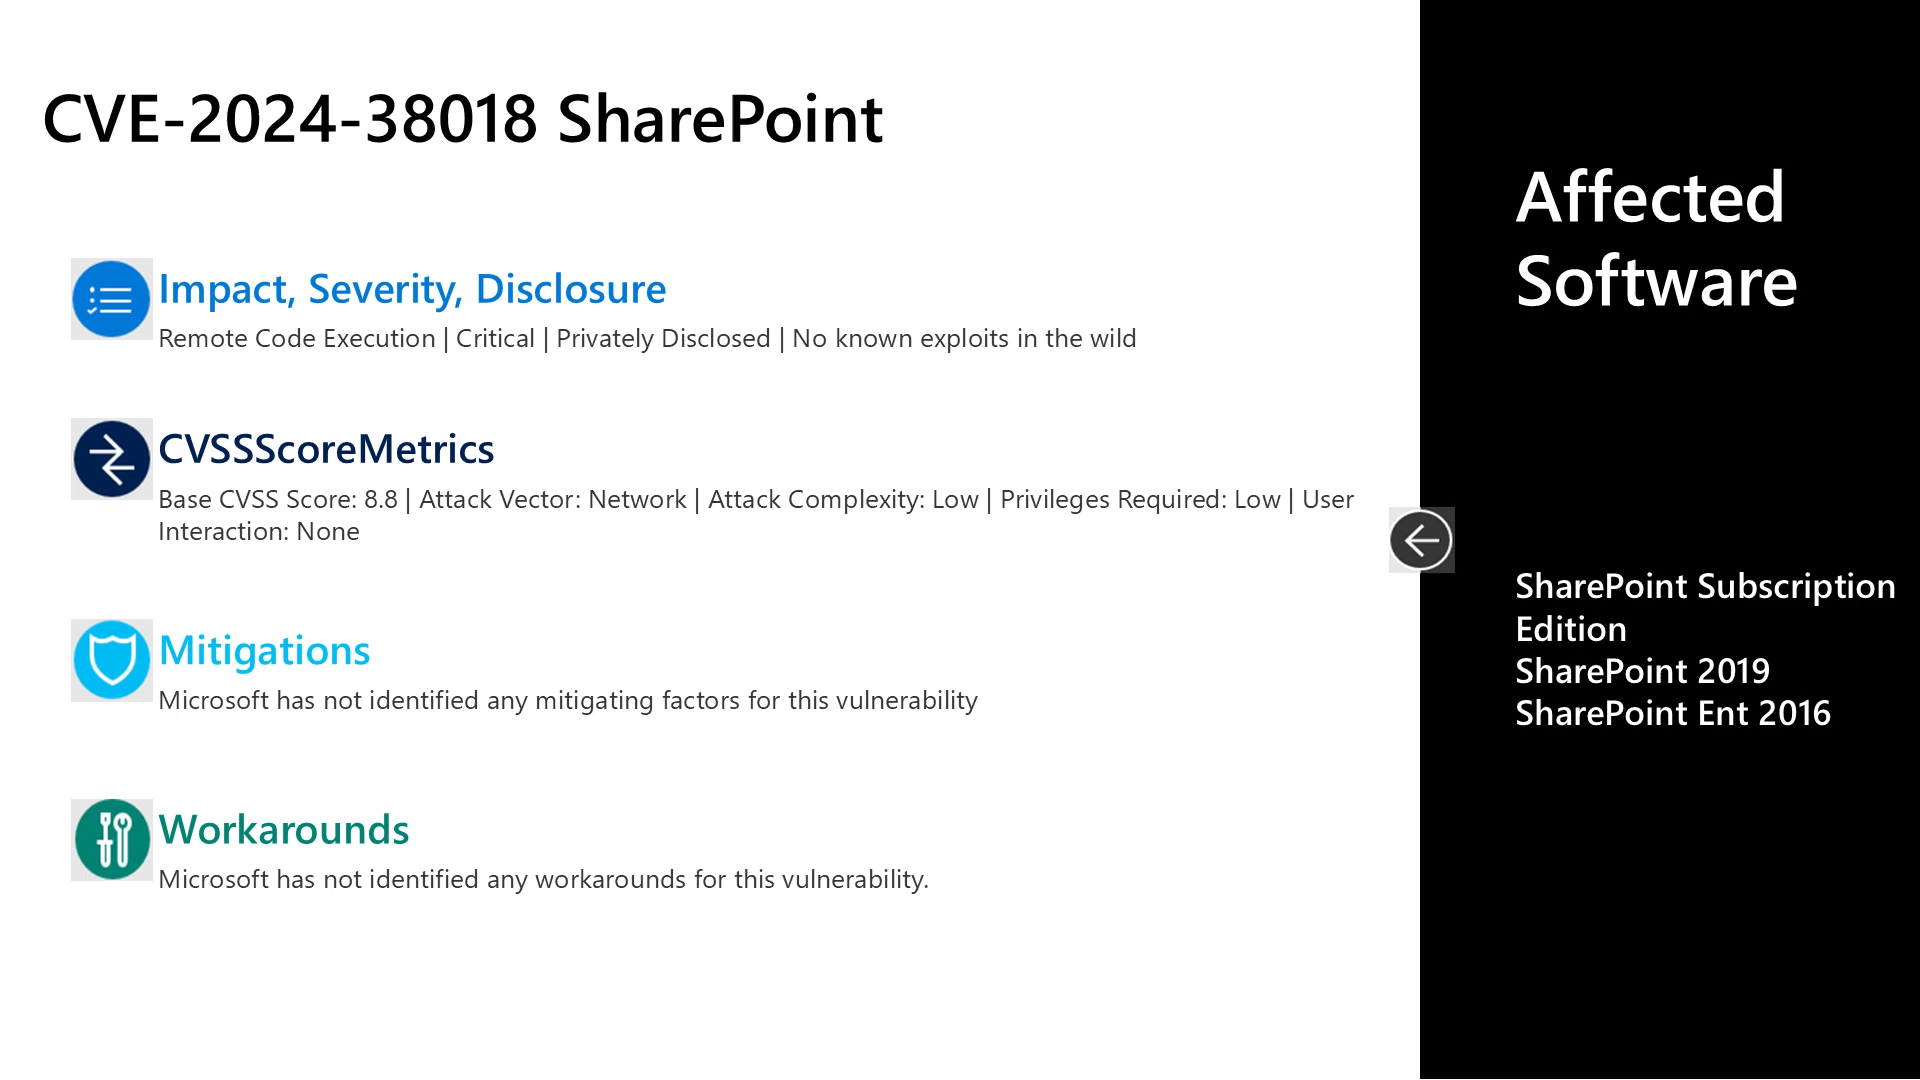 CVE-2024-38018 SharePoint
Impact, Severity, Disclosure
Remote Code Execution | Critical | Privately Disclosed | No known exploits in the wild
CVSSScoreMetrics
Base CVSS Score: 8.8 | Attack Vector: Network | Attack Complexity: Low | Privileges Required: Low | User
Interaction: None
Mitigations
Microsoft has not identified any mitigating factors for this vulnerability
Workarounds
Microsoft has not identified any workarounds for this vulnerability.
Affected
Software
SharePoint Subscription
Edition
SharePoint 2019
SharePoint Ent 2016